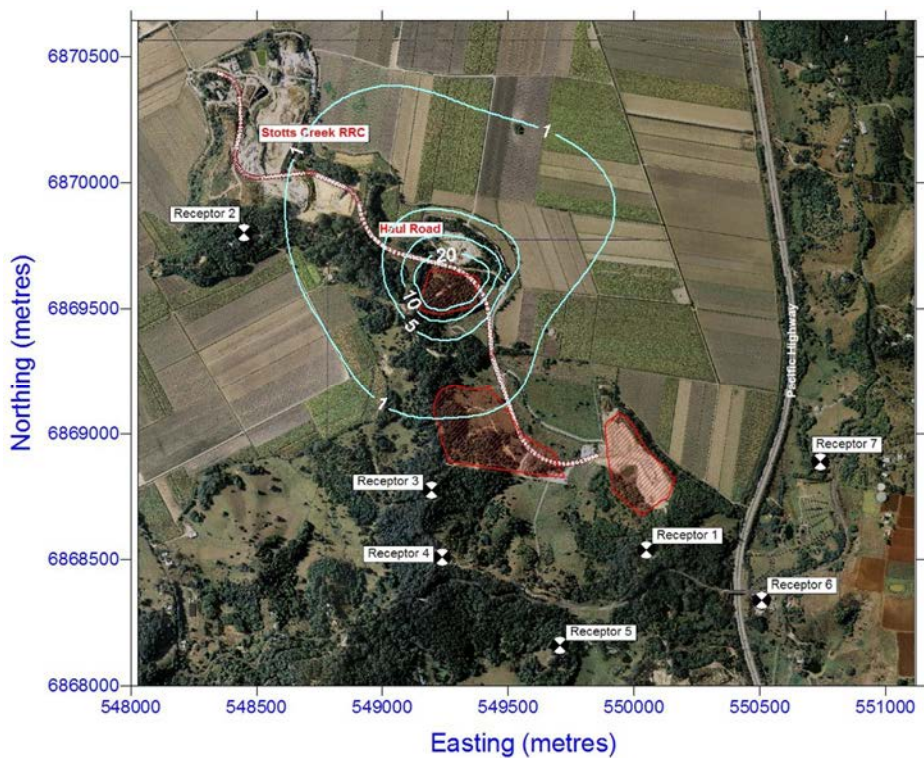 6870500
6870000
6869500
6869000
6868500
6868000
Northing (metres)
548000
548500
549000
549500
550000
550500
551000
Easting (metres)
Stotts Creek RRC
Receptor 2
Haul Road
1
1
1
20
10
5
Pacific Highway
Receptor 7
Receptor 3
Receptor 1
Receptor 4
Receptor 6
Receptor 5